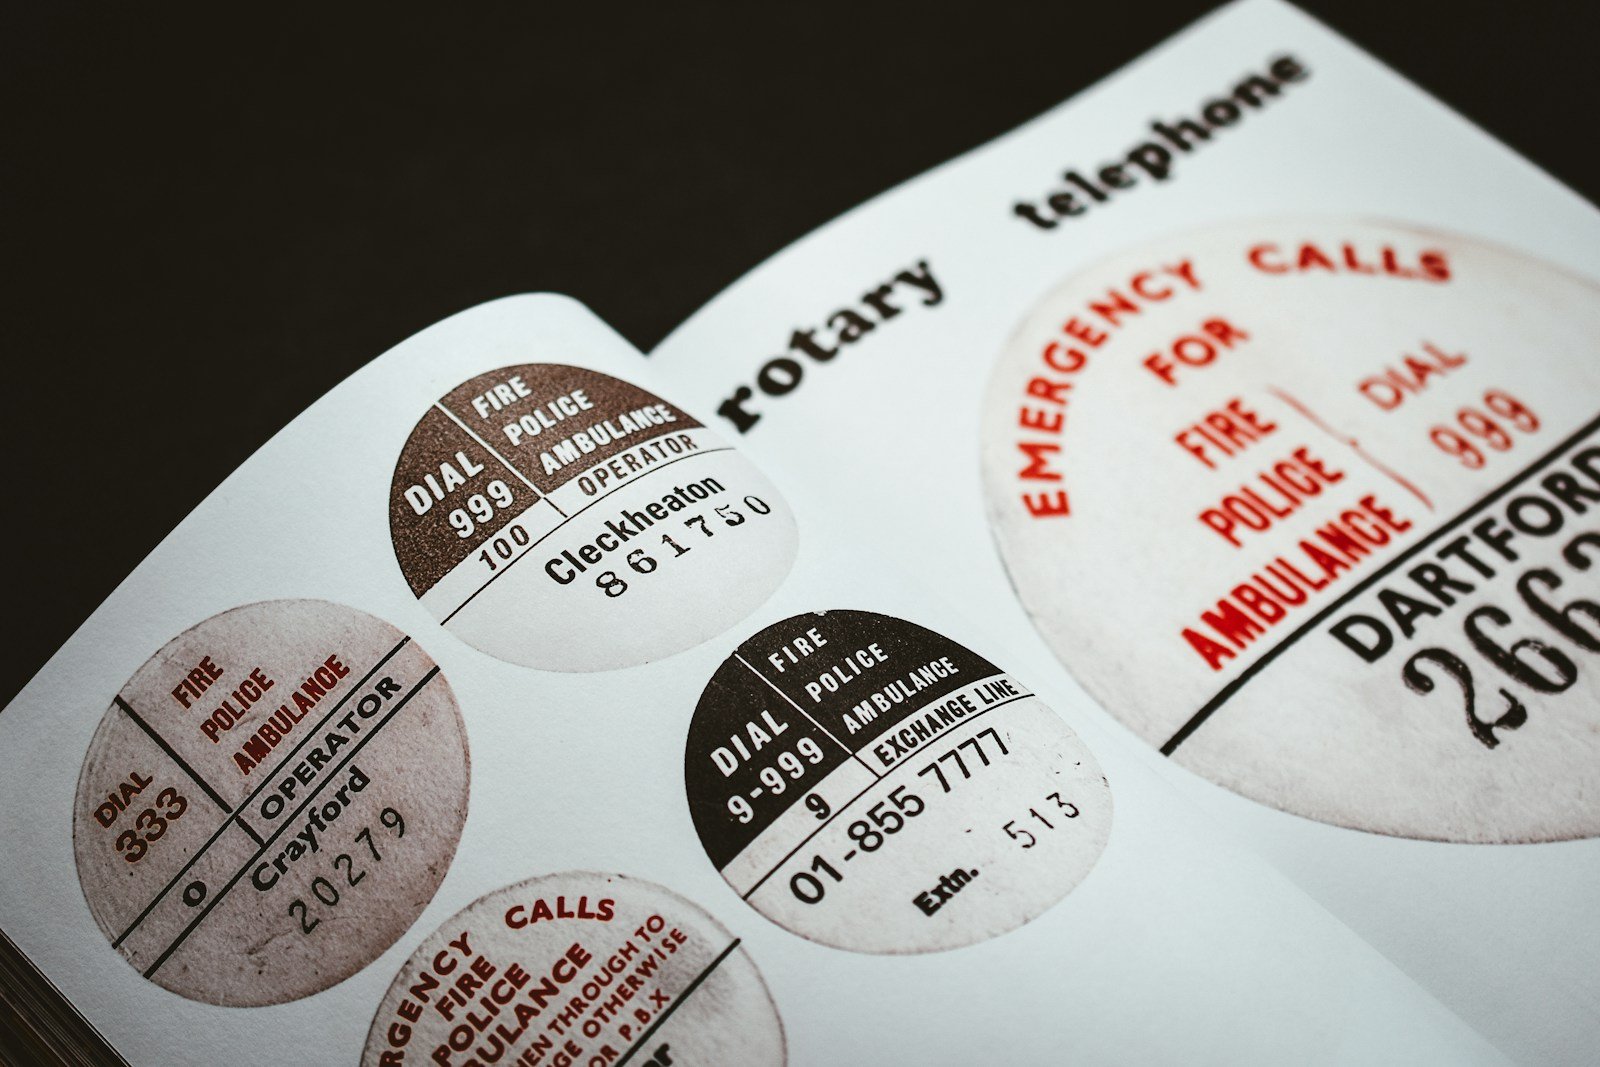 rotary telephone
EMERGENCY CALLS
FOR
FIRE
POLICE
AMBULANCE
DIAL
999
DARTFORD
FIRE
POLICE
AMBULANCE
DIAL
999
100 OPERATOR
Cleckheaton
861750
FIRE
POLICE
AMBULANCE
DIAL
9-999
9 EXCHANGE LINE
01-855 7777
Extn. 513
FIRE
POLICE
AMBULANCE
DIAL
333
O OPERATOR
Crayford
20279
CALLS
FIRE
POLICE
THROUGH TO
OTHERWISE
P.B.X